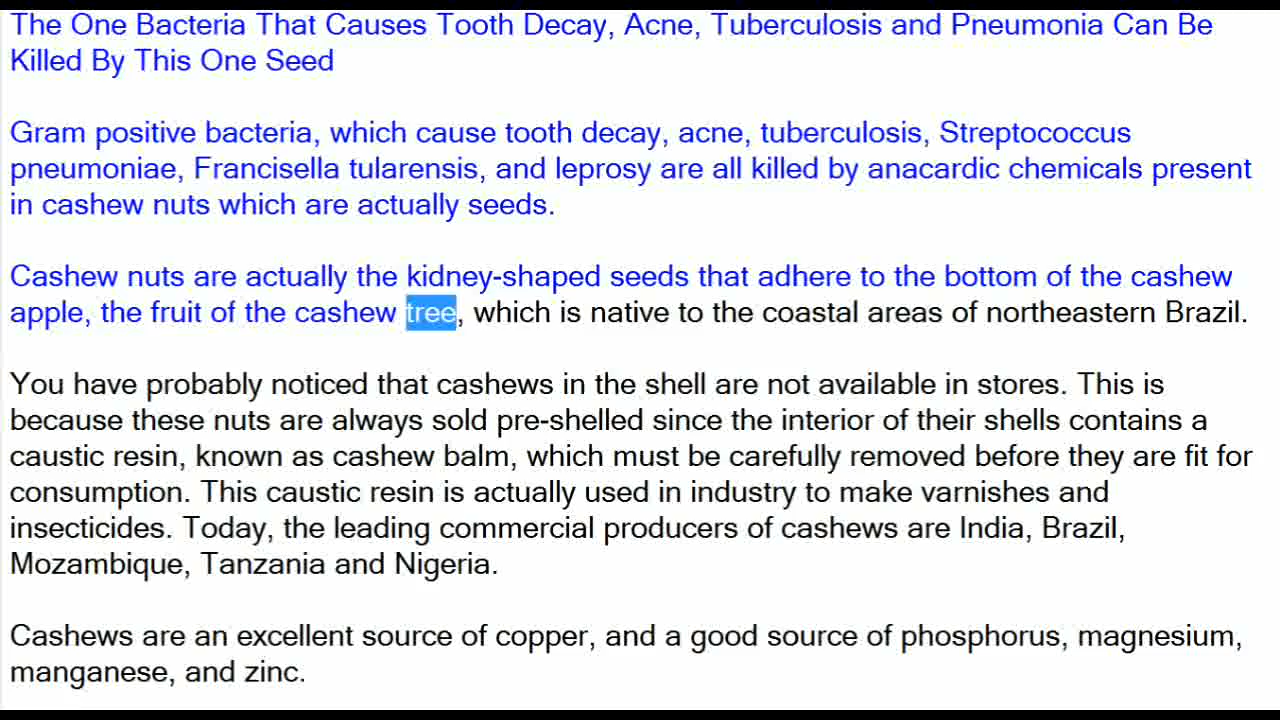 The One Bacteria That Causes Tooth Decay, Acne, Tuberculosis and Pneumonia Can Be
Killed By This One Seed
Gram positive bacteria, which cause tooth decay, acne, tuberculosis, Streptococcus
pneumoniae, Francisella tularensis, and leprosy are all killed by anacardic chemicals present
in cashew nuts which are actually seeds.
Cashew nuts are actually the kidney-shaped seeds that adhere to the bottom of the cashew
apple, the fruit of the cashew tree, which is native to the coastal areas of northeastern Brazil.
You have probably noticed that cashews in the shell are not available in stores. This is
because these nuts are always sold pre-shelled since the interior of their shells contains a
caustic resin, known as cashew balm, which must be carefully removed before they are fit for
consumption. This caustic resin is actually used in industry to make varnishes and
insecticides. Today, the leading commercial producers of cashews are India, Brazil,
Mozambique, Tanzania and Nigeria.
Cashews are an excellent source of copper, and a good source of phosphorus, magnesium,
manganese, and zinc.